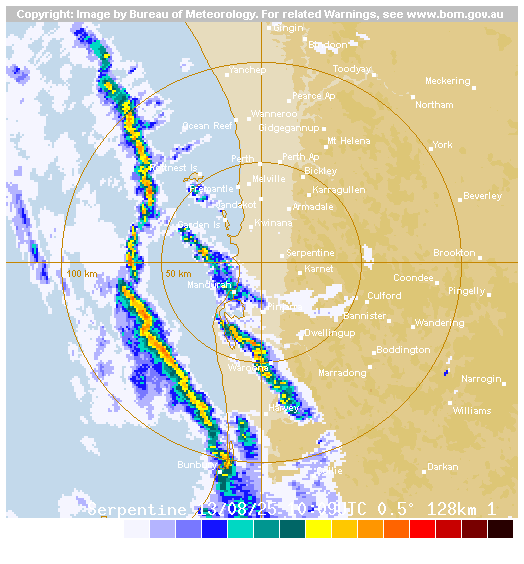 Copyright: Image by Bureau of Meteorology. For related Warnings, see www.bom.gov.au
Gingin
Bindoon
Yanchep
Toodyay
Meckering
Pearce Ap
Northam
Wanneroo
Ocean Reef
Gidgegannup
Mt Helena
York
Perth
Perth Ap
Rottnest Is
Bickley
Melville
Fremantle
Karragullen
Beverley
Jandakot
Armadale
Garden Is
Kwinana
Serpentine
Brookton
100 km
50 km
Karnet
Coondee
Mandurah
Pingelly
Culford
Pinjarra
Bannister
Wandering
Dwellingup
Boddington
Waroona
Marradong
Narrogin
Harvey
Williams
Bunbury
Darkan
Serpentine 13/08/25 UTC 0.5° 128km 1